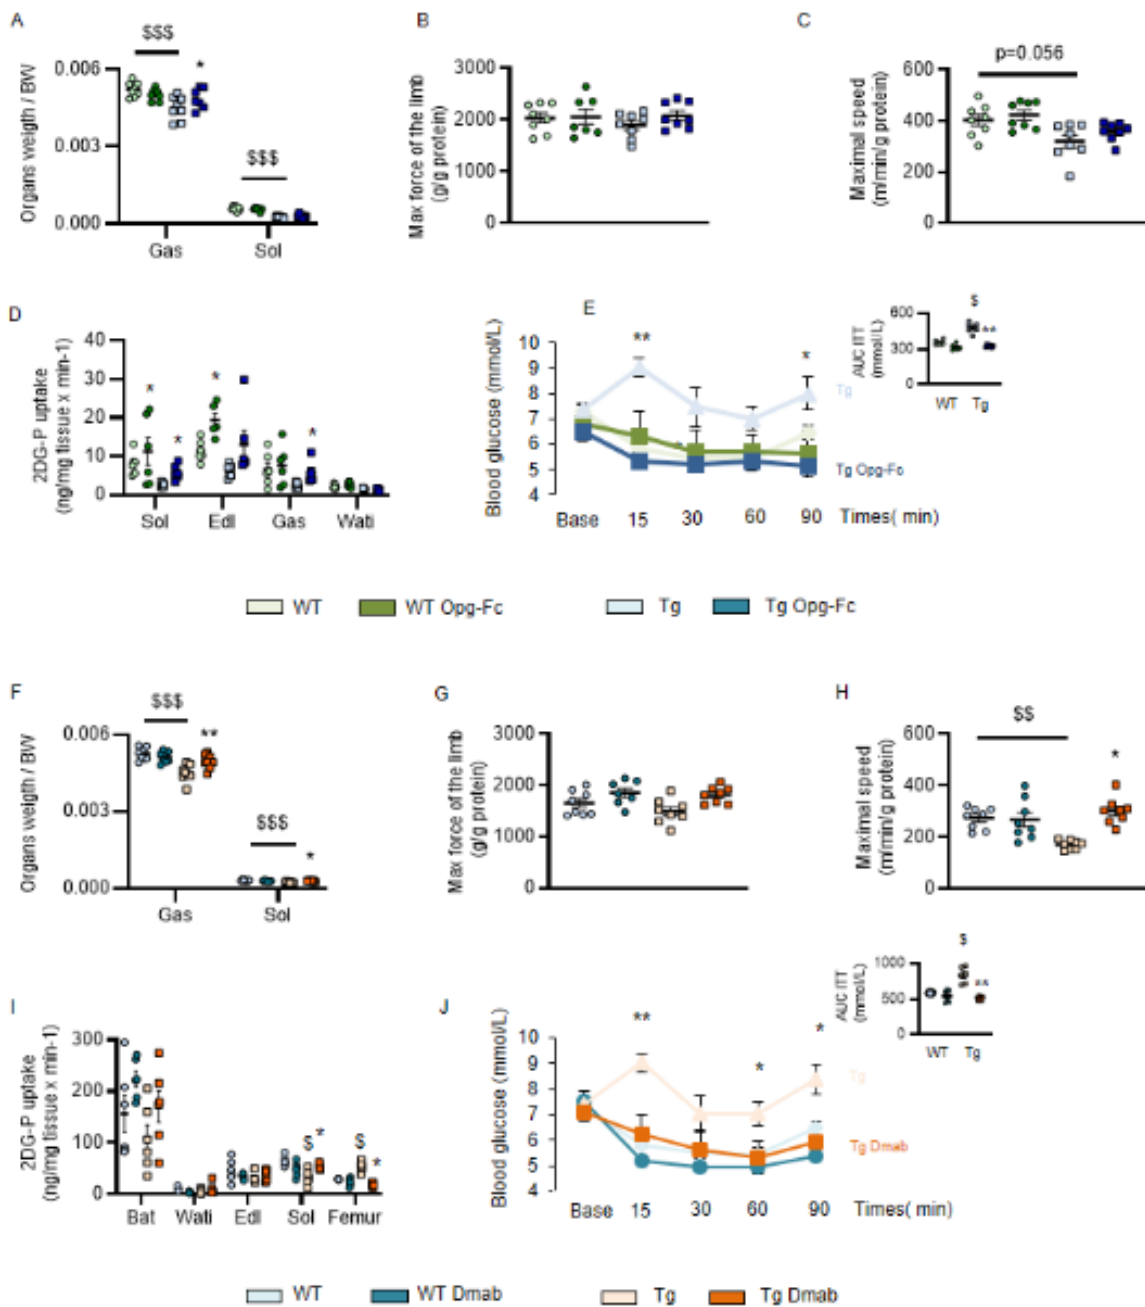 A
$$$
*
Organs weigth / BW
0.006
0.003
0.000
$$$
Gas
Sol
B
Max force of the limb
(g/g protein)
3000
2000
1000
0
C
p=0.056
Maximal speed
(m/min/g protein)
600
400
200
0
D
2DG-P uptake
(ng/mg tissue x min-1)
40
30
20
10
0
*
*
*
*
Sol
Edl
Gas
Wati
E
Blood glucose (mmol/L)
10
9
8
7
6
5
4
**
*
*
Tg
Tg Opg-Fc
Base
15
30
60
90
Times( min)
AUC ITT
(mmol/L)
600
300
0
$
**
WT
Tg
WT
WT Opg-Fc
Tg
Tg Opg-Fc
F
$$$
**
Organs weigth / BW
0.006
0.003
0.000
$$$
*
Gas
Sol
G
Max force of the limb
(g/g protein)
3000
2000
1000
0
H
$$
*
Maximal speed
(m/min/g protein)
600
400
200
0
I
2DG-P uptake
(ng/mg tissue x min-1)
300
200
100
0
$
*
$
*
Bat
Wati
Edl
Sol
Femur
J
Blood glucose (mmol/L)
10
9
8
7
6
5
4
**
*
*
Tg
Tg Dmab
Base
15
30
60
90
Times( min)
AUC ITT
(mmol/L)
1000
500
0
$
**
WT
Tg
WT
WT Dmab
Tg
Tg Dmab